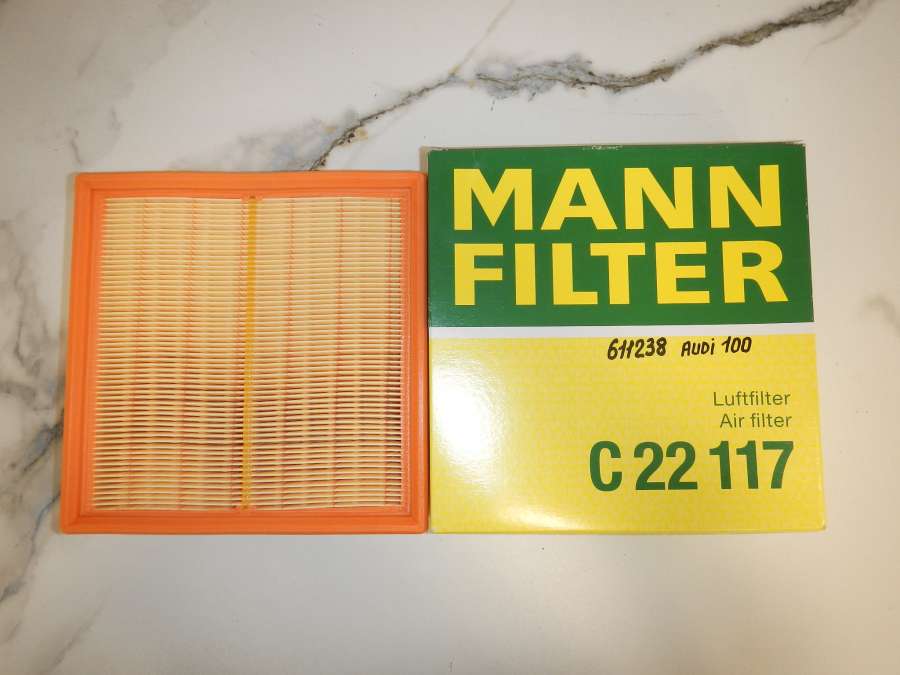 MANN
FILTER
611238 Audi 100
Luftfilter
Air filter
C 22 117